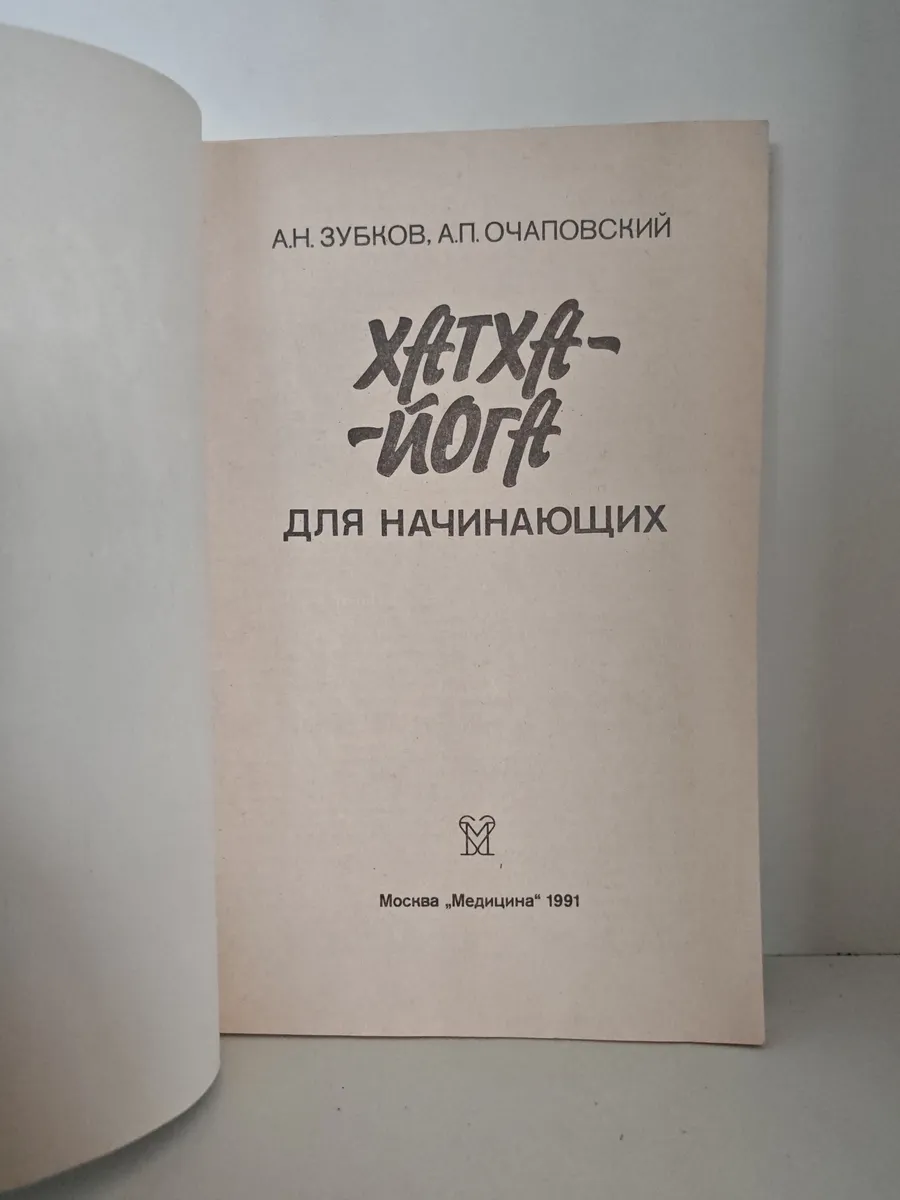 А.Н. ЗУБКОВ, А.П. ОЧАПОВСКИЙ
ХАТХА-
-ЙОГА
ДЛЯ НАЧИНАЮЩИХ
М
Москва „Медицина“ 1991